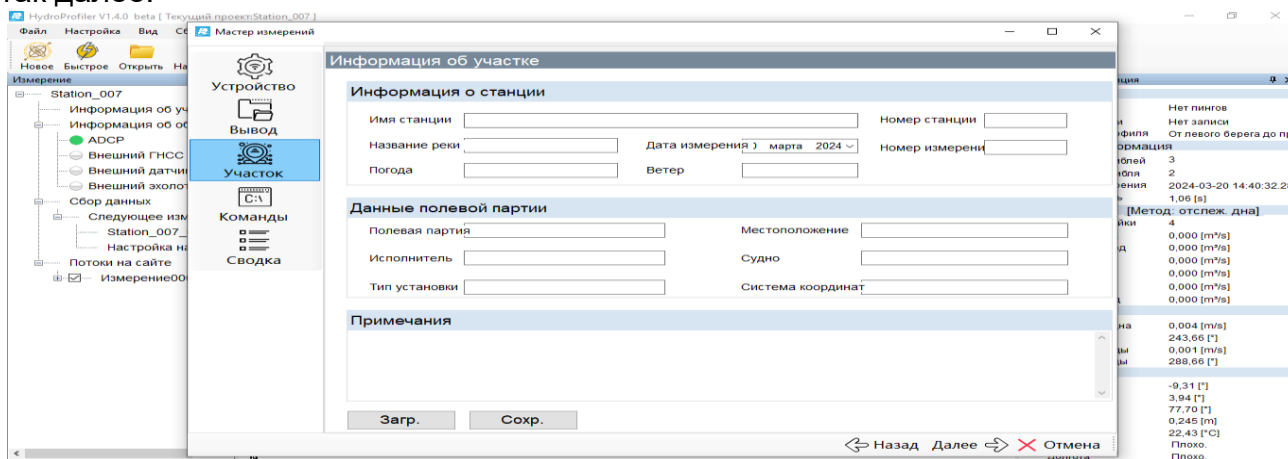 так далее.
HydroProfiler V1.4.0 beta [ Текущий проект:Station_007 ]
Файл Настройка Вид
Новое Быстрое Открыть
Измерение
Station_007
Информация об
Информация об
ADCP
Внешний ГНСС
Внешний
Внешний
Сбор данных
Следующее
Station_007_
Настройка
Потоки на сайте
Мастер измерений
Устройство
Вывод
Участок
C:\
Команды
Сводка
Информация об участке
Информация о станции
Имя станции Номер станции
Название реки Дата измерения марта 2024 Номер измерени
Погода Ветер
Данные полевой партии
Полевая партия Местоположение
Исполнитель Судно
Тип установки Система координат
Примечания
Загр. Сохр.
Назад Далее Отмена
Нет пингов
Нет записи
От левого берега до
3
2
2024-03-20 14:40:32.2
1,06 [s]
[Метод: отслеж. дна]
4
0,000 [m³/s]
0,000 [m³/s]
0,000 [m³/s]
0,000 [m³/s]
0,000 [m³/s]
0,000 [m³/s]
0,004 [m/s]
243,66 [°]
0,001 [m/s]
288,66 [°]
-9,31 [°]
3,94 [°]
77,70 [°]
0,245 [m]
22,43 [°C]
Плохо.
Плохо.